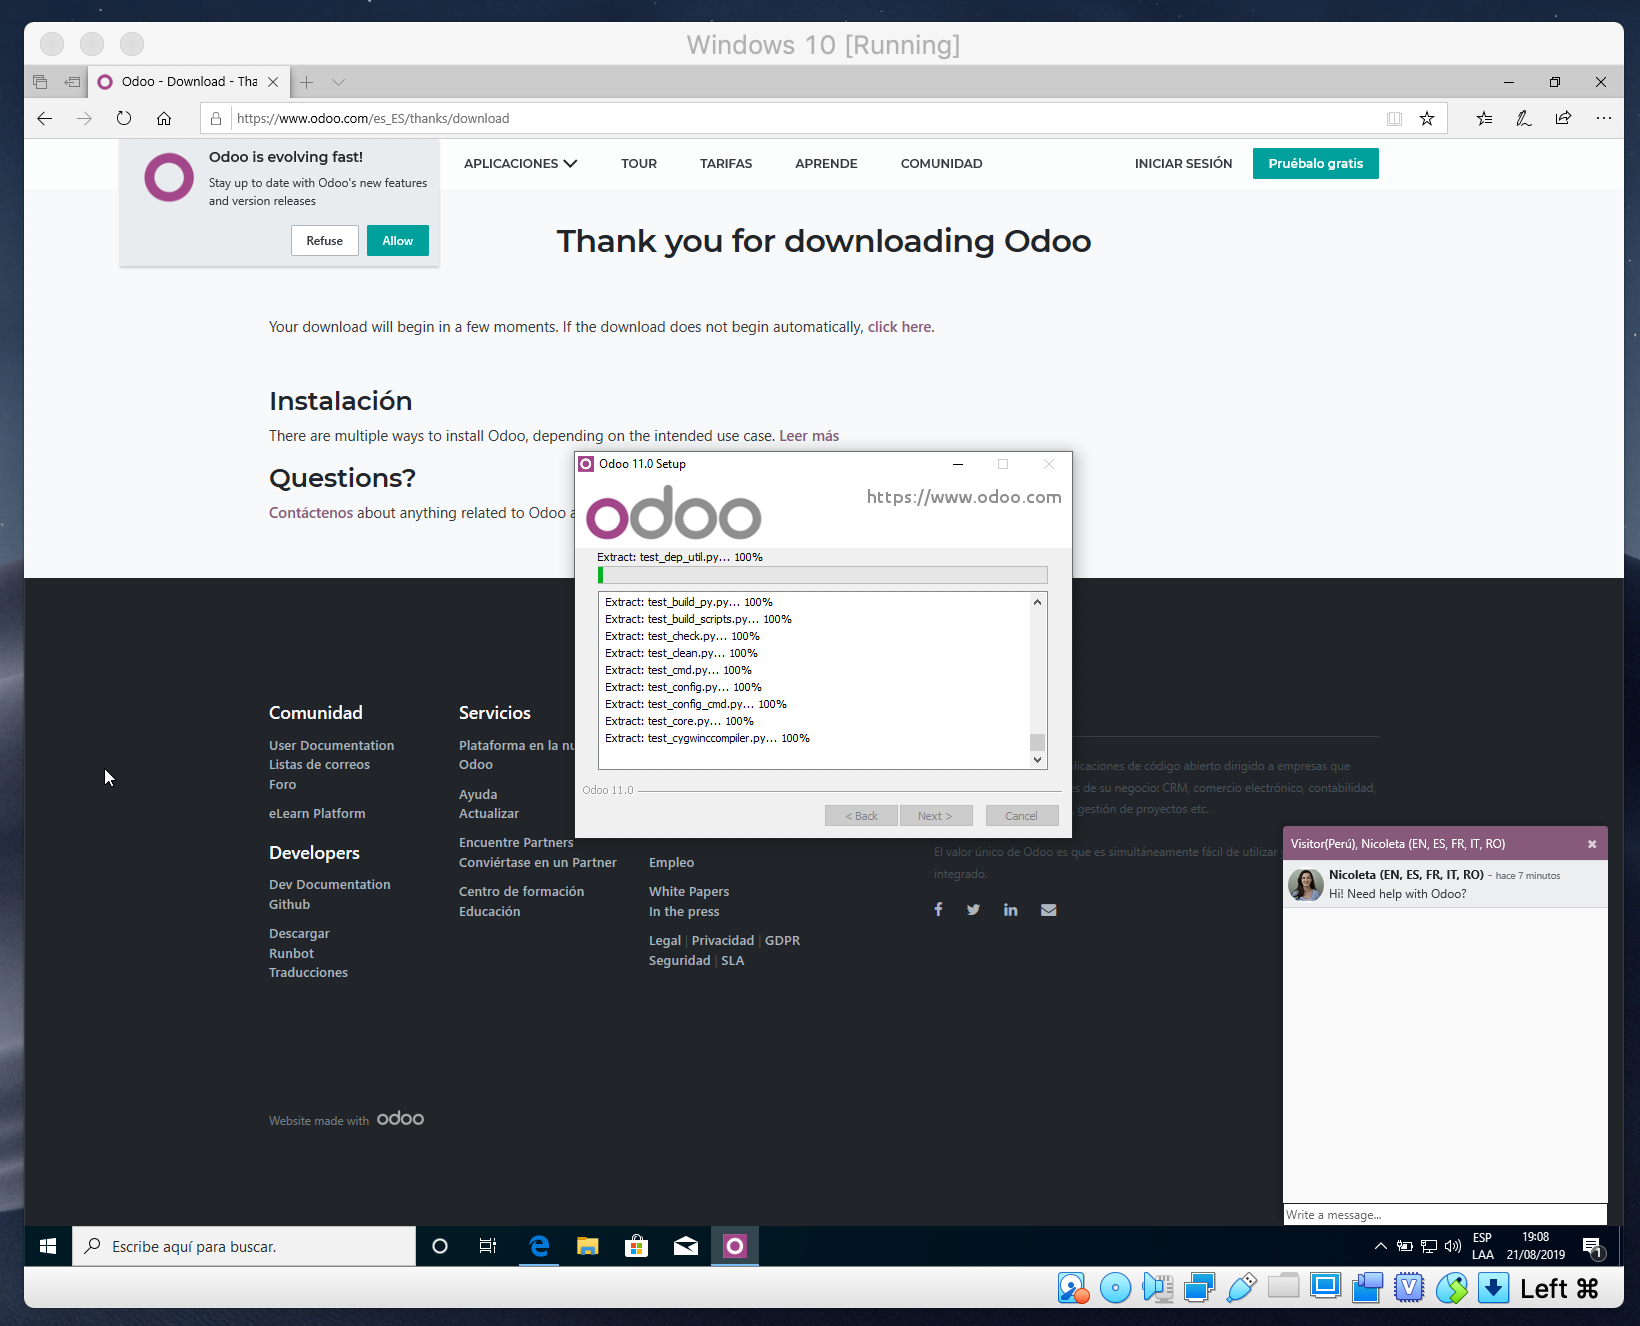 Windows 10 [Running]
Odoo - Download - Tha
https://www.odoo.com/es_ES/thanks/download
Odoo is evolving fast!
Stay up to date with Odoo's new features
and version releases
Refuse
Allow
APLICACIONES
TOUR
TARIFAS
APRENDE
COMUNIDAD
INICIAR SESIÓN
Pruébalo gratis
Thank you for downloading Odoo
Your download will begin in a few moments. If the download does not begin automatically, click here.
Instalación
There are multiple ways to install Odoo, depending on the intended use case. Leer más
Questions?
Contáctenos about anything related to Odoo a
Odoo 11.0 Setup
odoo
https://www.odoo.com
Extract: test_dep_util.py... 100%
Extract: test_build_py.py... 100%
Extract: test_build_scripts.py... 100%
Extract: test_check.py... 100%
Extract: test_clean.py... 100%
Extract: test_cmd.py... 100%
Extract: test_config.py... 100%
Extract: test_config_cmd.py... 100%
Extract: test_core.py... 100%
Extract: test_cygwinccompiler.py... 100%
Odoo 11.0
< Back
Next >
Cancel
Comunidad
User Documentation
Listas de correos
Foro
eLearn Platform
Developers
Dev Documentation
Github
Descargar
Runbot
Traducciones
Servicios
Plataforma en la nu
Odoo
Ayuda
Actualizar
Encuentre Partners
Conviértase en un Partner
Centro de formación
Educación
Empleo
White Papers
In the press
Legal | Privacidad | GDPR
Seguridad | SLA
licaciones de código abierto dirigido a empresas que
s de su negocio: CRM, comercio electrónico, contabilidad,
gestión de proyectos etc.
El valor único de Odoo es que es simultáneamente fácil de utilizar y
integrado.
Website made with odoo
Visitor(Perú), Nicoleta (EN, ES, FR, IT, RO)
Nicoleta (EN, ES, FR, IT, RO) - hace 7 minutos
Hi! Need help with Odoo?
Write a message...
Escribe aquí para buscar.
ESP
LAA
19:08
21/08/2019
1
V
Left ⌘